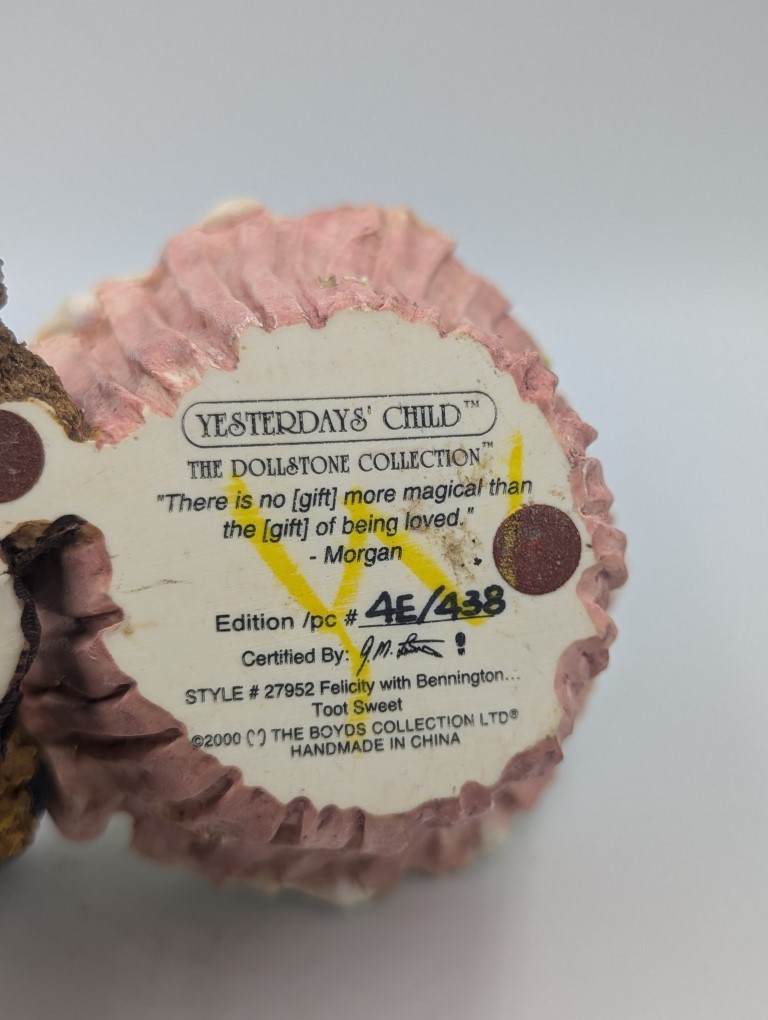 YESTERDAYS' CHILD™
THE DOLLSTONE COLLECTION™
"There is no [gift] more magical than
the [gift] of being loved."
- Morgan
Edition /pc # 4E/438
Certified By:
STYLE # 27952 Felicity with Bennington...
Toot Sweet
©2000 THE BOYDS COLLECTION LTD®
HANDMADE IN CHINA